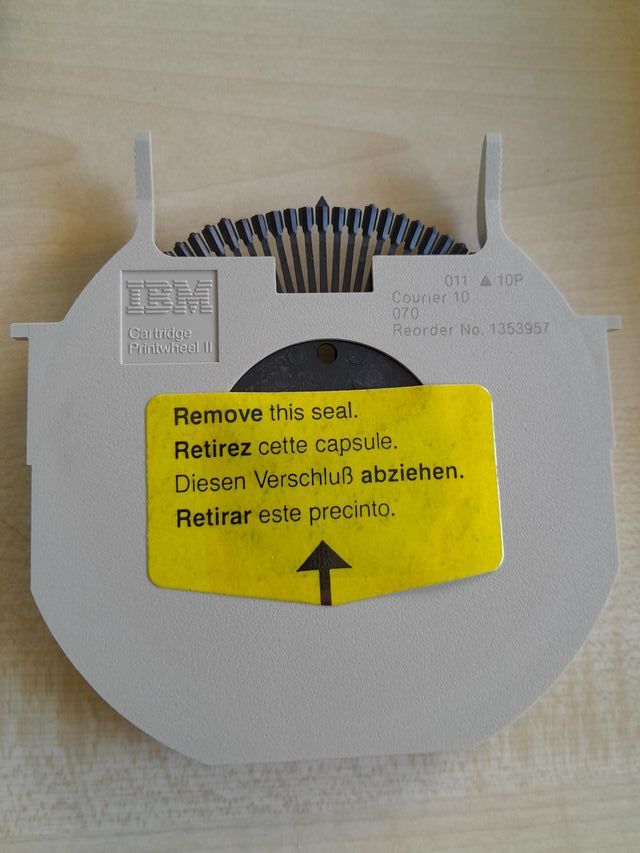 IBM
Cartridge
Printwheel II
011 ▲ 10P
Courier 10
070
Reorder No. 1353957
Remove this seal.
Retirez cette capsule.
Diesen Verschluß abziehen.
Retirar este precinto.